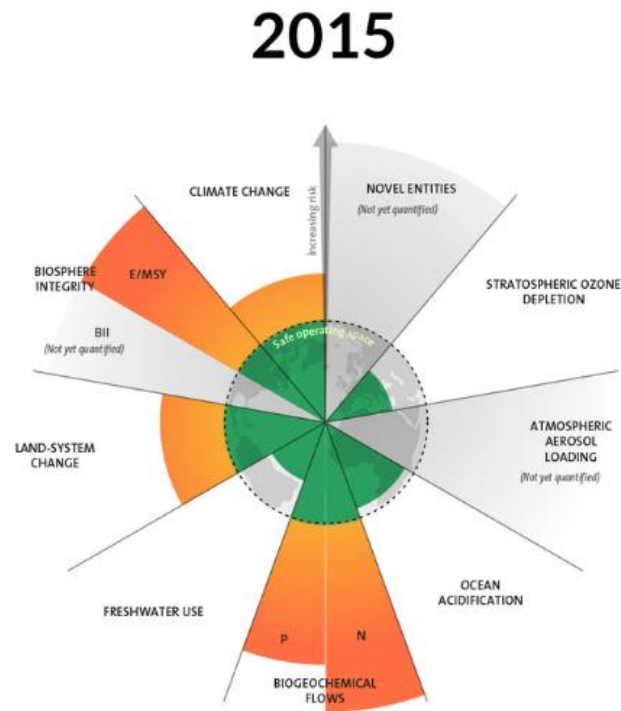 2015
CLIMATE CHANGE
Increasing risk
NOVEL ENTITIES
(Not yet quantified)
STRATOSPHERIC OZONE
DEPLETION
BIOSPHERE
INTEGRITY
E/MSY
BII
(Not yet quantified)
Safe operating space
ATMOSPHERIC
AEROSOL
LOADING
(Not yet quantified)
LAND-SYSTEM
CHANGE
OCEAN
ACIDIFICATION
FRESHWATER USE
P
N
BIOGEOCHEMICAL
FLOWS